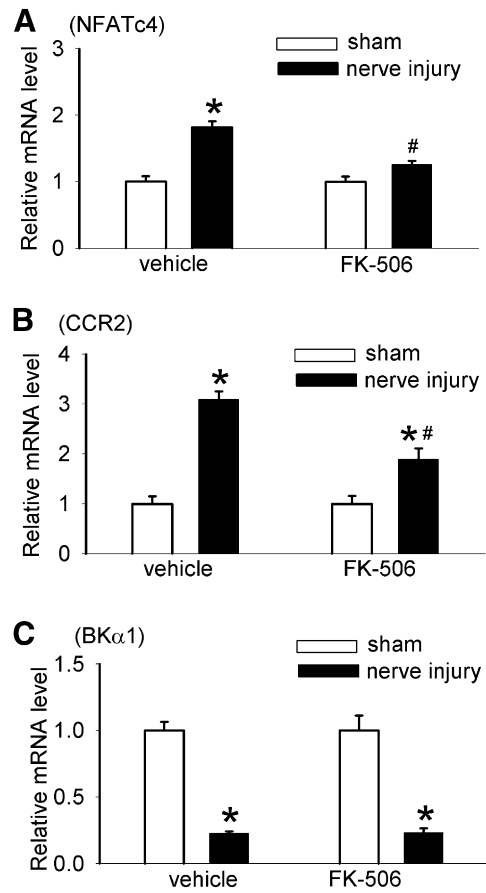 A (NFATc4)
sham
nerve injury
Relative mRNA level
3
2
1
0
*
#
vehicle
FK-506
B (CCR2)
sham
nerve injury
Relative mRNA level
4
3
2
1
0
*
* #
vehicle
FK-506
C (BKα1)
sham
nerve injury
Relative mRNA level
1.5
1.0
0.5
0.0
*
*
vehicle
FK-506